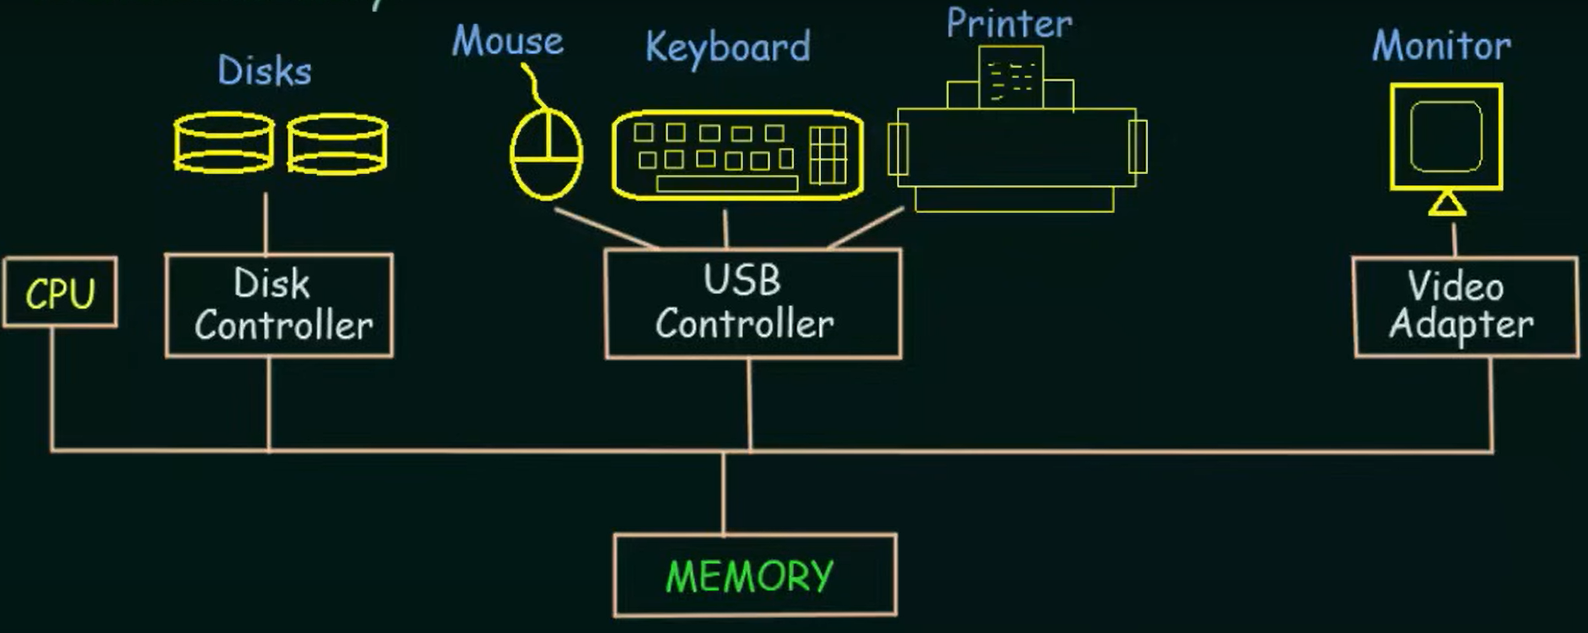 Disks
Mouse
Keyboard
Printer
Monitor
CPU
Disk
Controller
USB
Controller
Video
Adapter
MEMORY